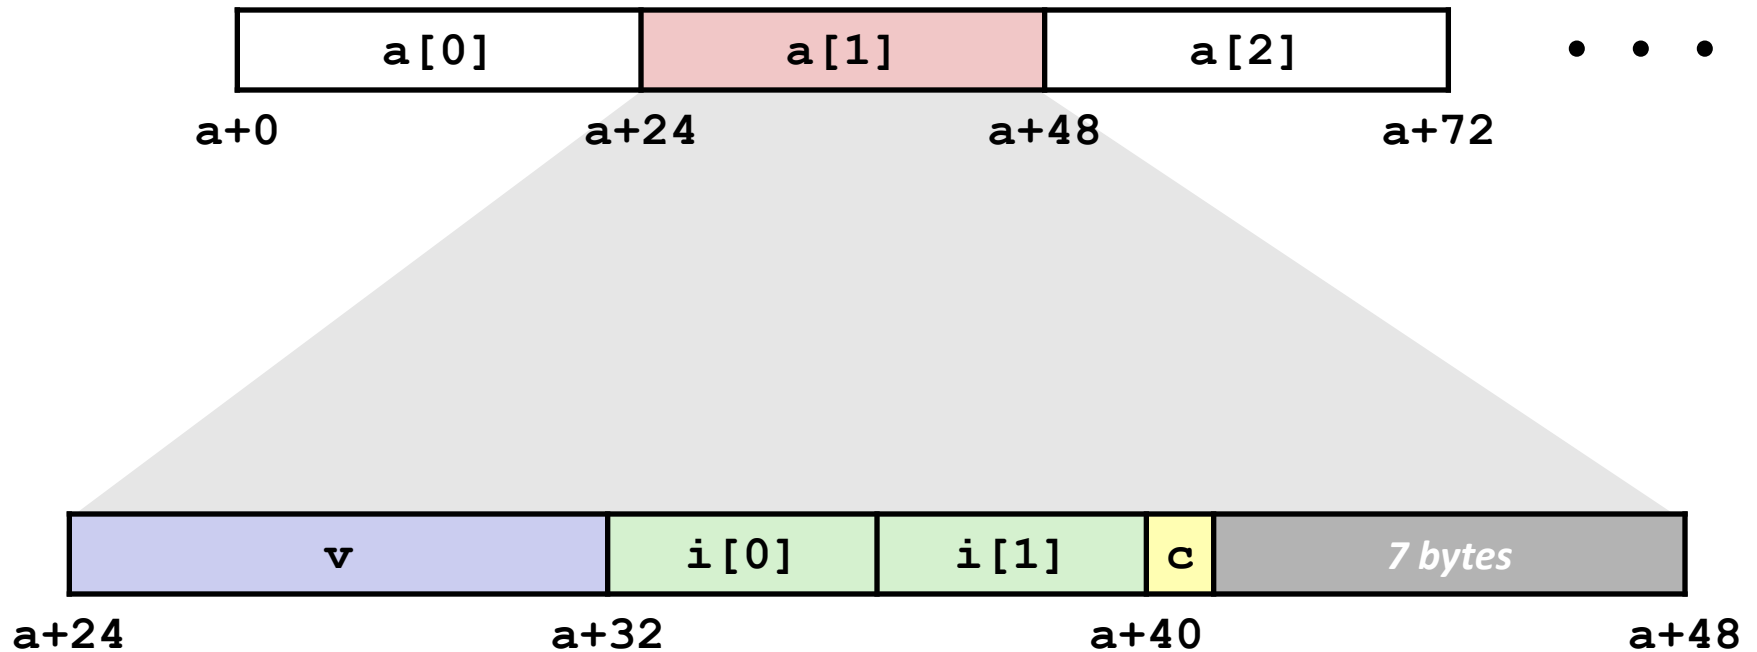 a[0] a[1] a[2] • • •
a+0 a+24 a+48 a+72
v i[0] i[1] c 7 bytes
a+24 a+32 a+40 a+48